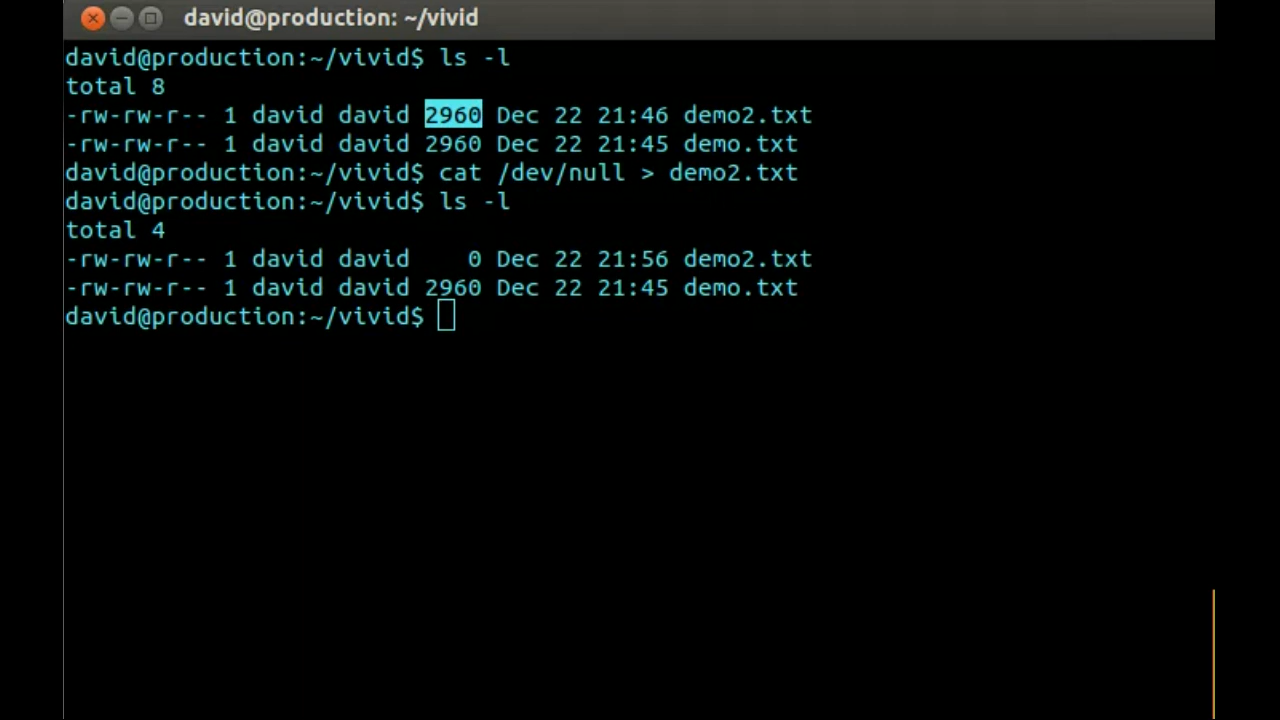 david@production: ~/vivid
david@production:~/vivid$ ls -l
total 8
-rw-rw-r-- 1 david david 2960 Dec 22 21:46 demo2.txt
-rw-rw-r-- 1 david david 2960 Dec 22 21:45 demo.txt
david@production:~/vivid$ cat /dev/null > demo2.txt
david@production:~/vivid$ ls -l
total 4
-rw-rw-r-- 1 david david    0 Dec 22 21:56 demo2.txt
-rw-rw-r-- 1 david david 2960 Dec 22 21:45 demo.txt
david@production:~/vivid$